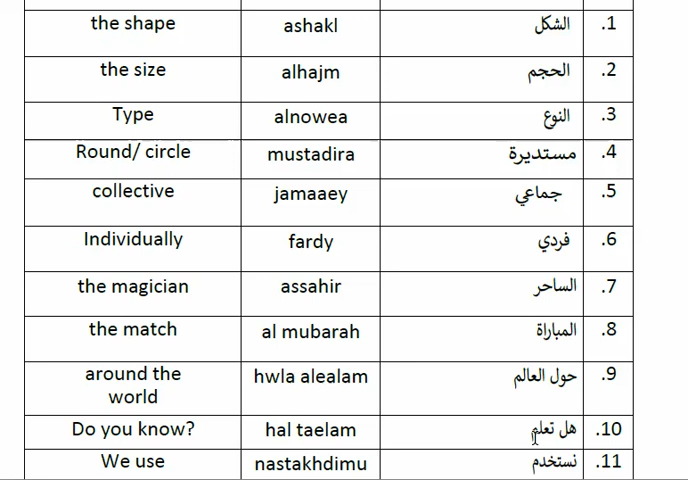 the shape ashakl الشكل .1
the size alhajm الحجم .2
Type alnowea النوع .3
Round/ circle mustadira مستديرة .4
collective jamaaey جماعي .5
Individually fardy فردي .6
the magician assahir الساحر .7
the match al mubarah المباراة .8
around the hwla alealam حول العالم .9
world
Do you know? hal taelam هل تعلم .10
We use nastakhdimu نستخدم .11